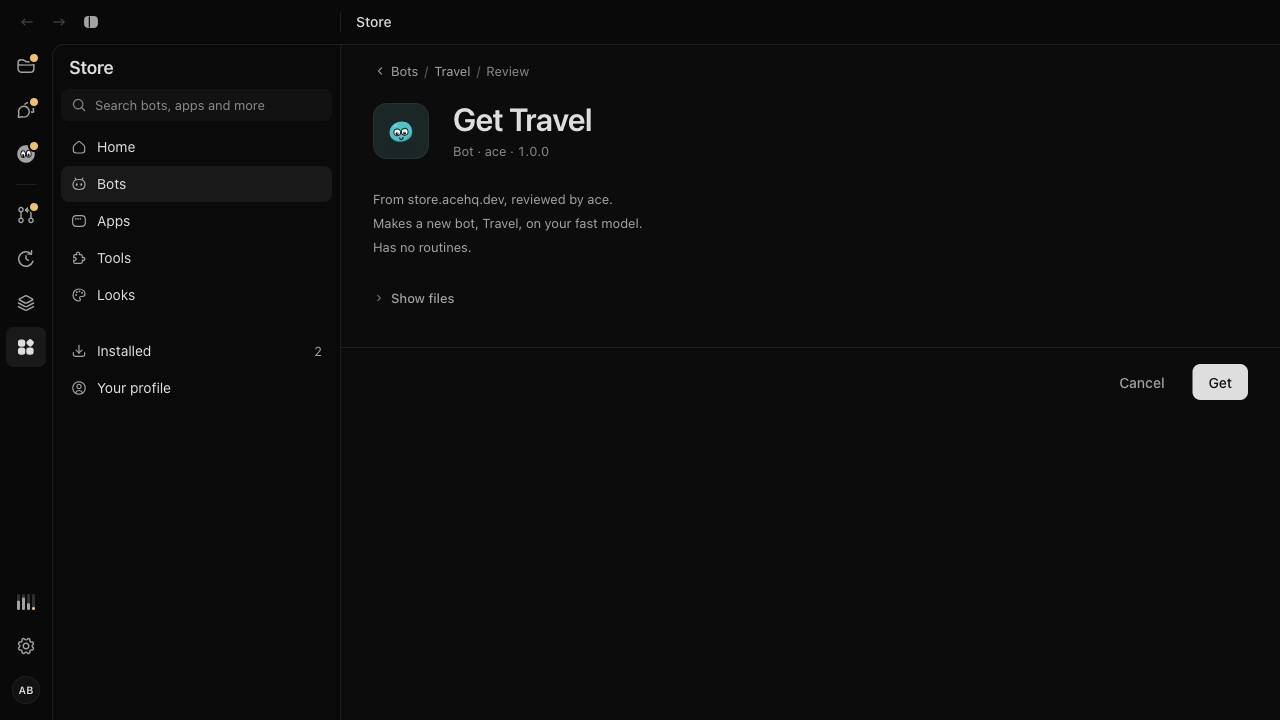 Store
Store
Search bots, apps and more
Home
Bots
Apps
Tools
Looks
Installed 2
Your profile
AB
Bots / Travel / Review
Get Travel
Bot · ace · 1.0.0
From store.acehq.dev, reviewed by ace.
Makes a new bot, Travel, on your fast model.
Has no routines.
Show files
Cancel Get